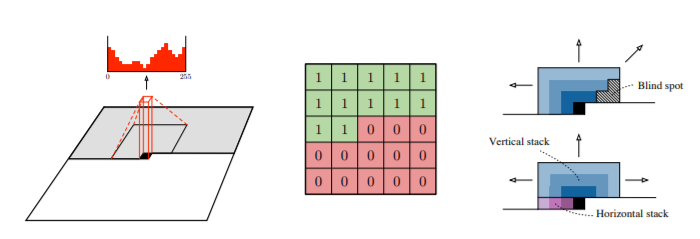 0 255
1 1 1 1 1
1 1 1 1 1
1 1 0 0 0
0 0 0 0 0
0 0 0 0 0
Blind spot
Vertical stack
Horizontal stack